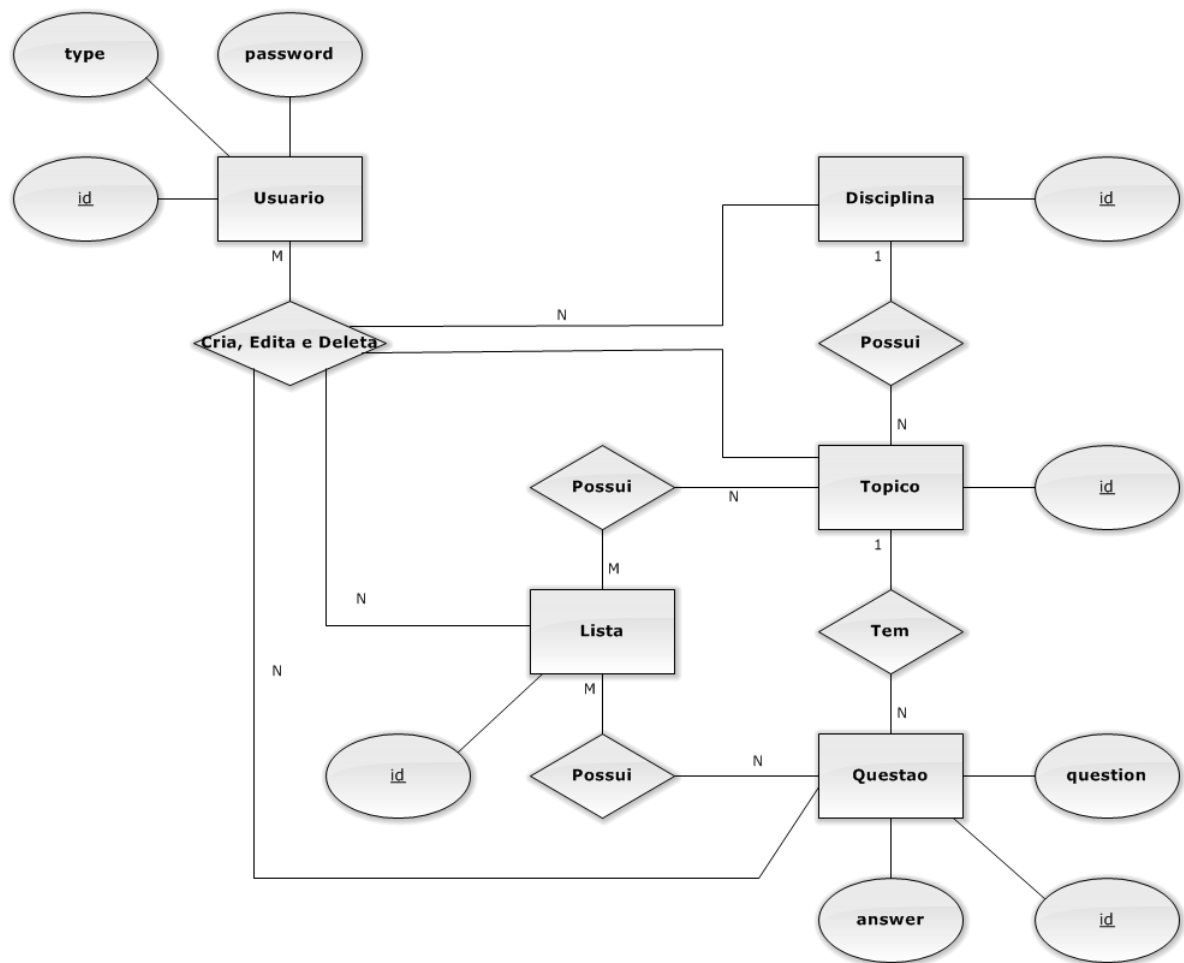 type
password
id
Usuario
Disciplina
id
M
1
N
Cria, Edita e Deleta
Possui
N
Possui
N
Topico
id
1
M
N
Lista
Tem
N
M
N
id
Possui
N
Questao
question
answer
id